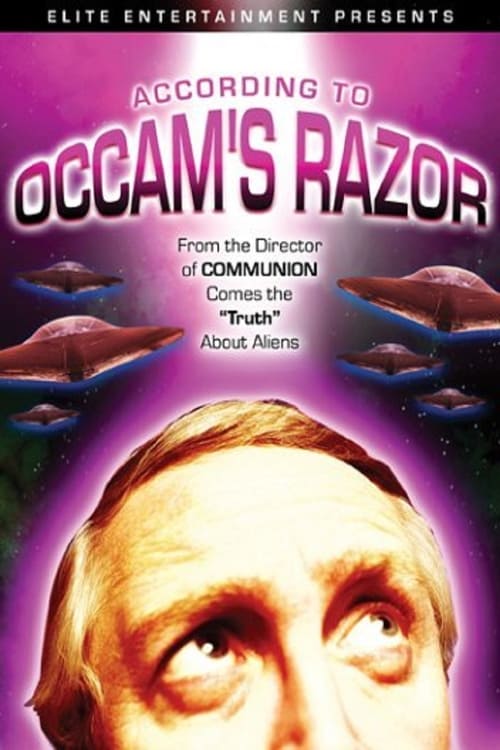 ELITE ENTERTAINMENT PRESENTS
ACCORDING TO
OCCAM'S RAZOR
From the Director
of COMMUNION
Comes the
"Truth"
About Aliens